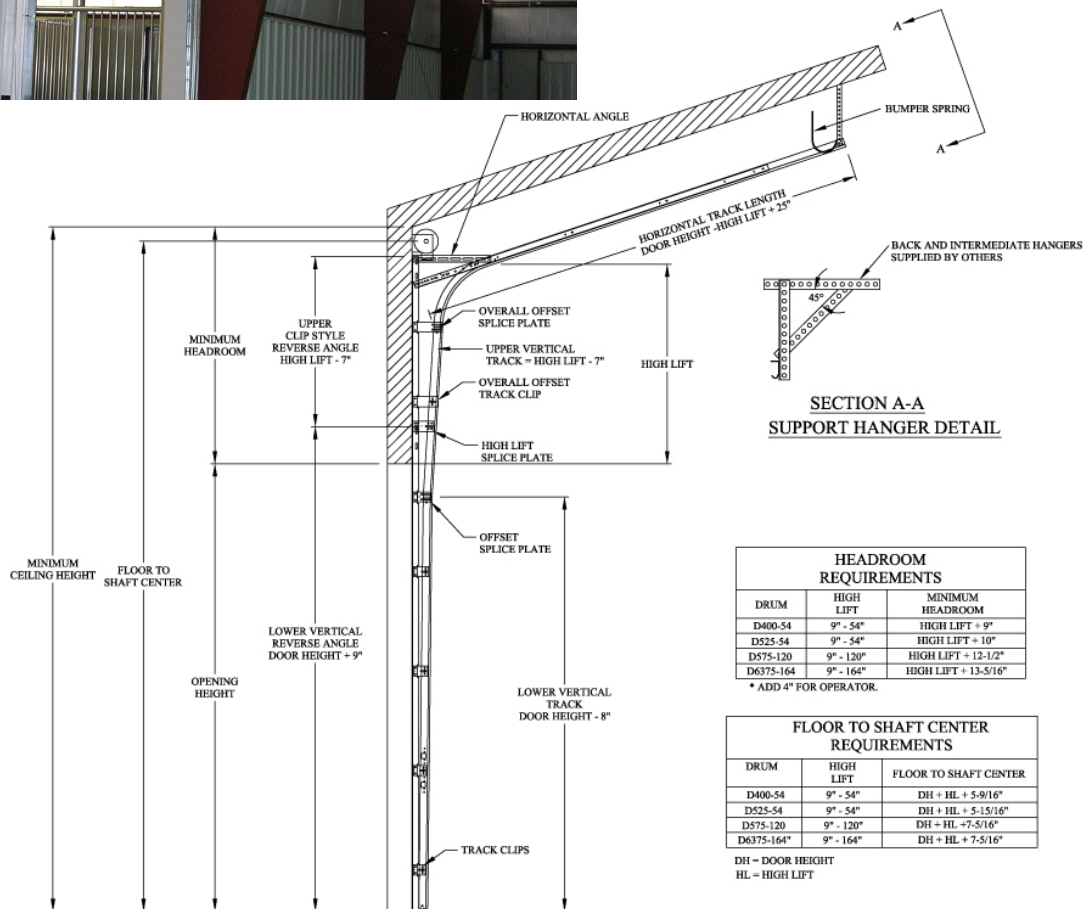 A
BUMPER SPRING
A
HORIZONTAL ANGLE
HORIZONTAL TRACK LENGTH
DOOR HEIGHT -HIGH LIFT + 25"
BACK AND INTERMEDIATE HANGERS
SUPPLIED BY OTHERS
45°
SECTION A-A
SUPPORT HANGER DETAIL
OVERALL OFFSET
SPLICE PLATE
UPPER
CLIP STYLE
REVERSE ANGLE
HIGH LIFT - 7"
MINIMUM
HEADROOM
UPPER VERTICAL
TRACK = HIGH LIFT - 7"
HIGH LIFT
OVERALL OFFSET
TRACK CLIP
HIGH LIFT
SPLICE PLATE
OFFSET
SPLICE PLATE
MINIMUM
CEILING HEIGHT
FLOOR TO
SHAFT CENTER
LOWER VERTICAL
REVERSE ANGLE
DOOR HEIGHT + 9"
OPENING
HEIGHT
LOWER VERTICAL
TRACK
DOOR HEIGHT - 8"
TRACK CLIPS
HEADROOM
REQUIREMENTS
DRUM HIGH LIFT MINIMUM HEADROOM
D400-54 9" - 54" HIGH LIFT + 9"
D525-54 9" - 54" HIGH LIFT + 10"
D575-120 9" - 120" HIGH LIFT + 12-1/2"
D6375-164 9" - 164" HIGH LIFT + 13-5/16"
* ADD 4" FOR OPERATOR.
FLOOR TO SHAFT CENTER
REQUIREMENTS
DRUM HIGH LIFT FLOOR TO SHAFT CENTER
D400-54 9" - 54" DH + HL + 5-9/16"
D525-54 9" - 54" DH + HL + 5-15/16"
D575-120 9" - 120" DH + HL +7-5/16"
D6375-164" 9" - 164" DH + HL + 7-5/16"
DH = DOOR HEIGHT
HL = HIGH LIFT